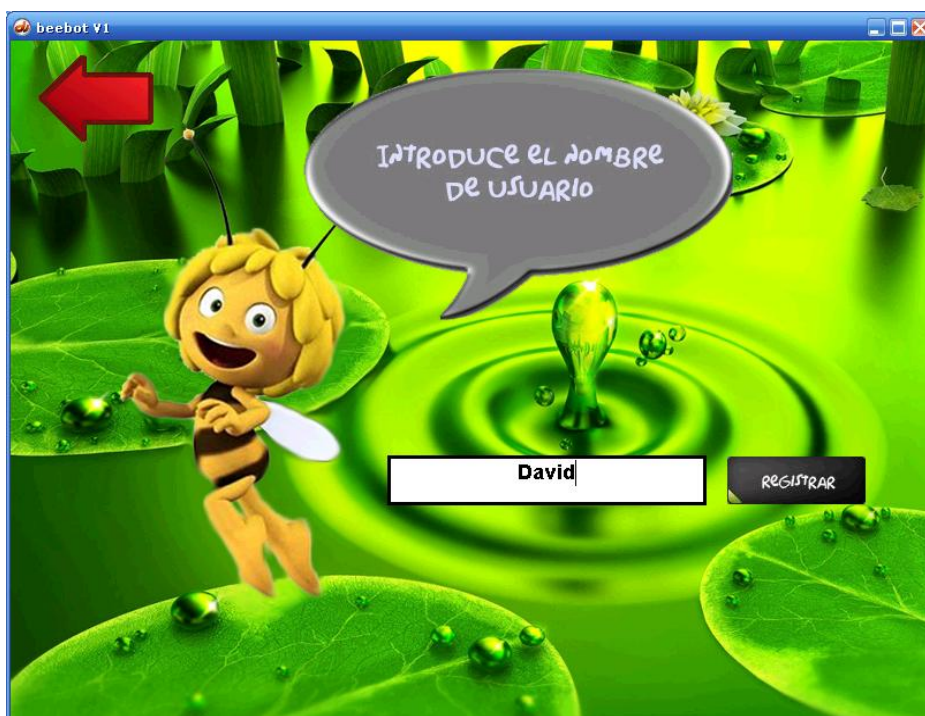 beebot V1
INTRODUCE EL NOMBRE
DE USUARIO
David
REGISTRAR